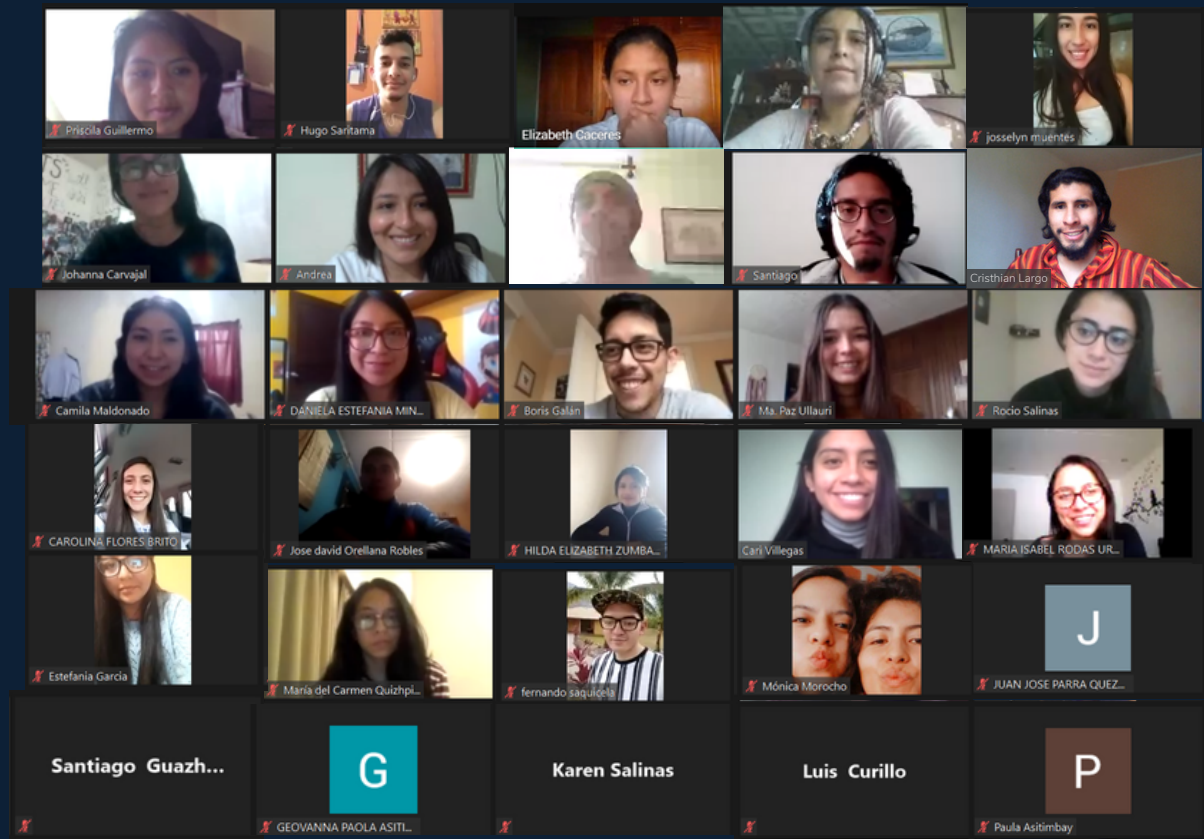 Priscila Guillermo
Hugo Saritama
Elizabeth Caceres
josselyn muentes
Johanna Carvajal
Andrea
Santiago
Cristhian Largo
Camila Maldonado
DANIELA ESTEFANIA MIN...
Boris Galán
Ma. Paz Ullauri
Rocio Salinas
CAROLINA FLORES BRITO
Jose david Orellana Robles
HILDA ELIZABETH ZUMBA...
Cari Villegas
MARIA ISABEL RODAS UR...
Estefania Garcia
María del Carmen Quizhpi...
fernando saquicela
Mónica Morocho
J
JUAN JOSE PARRA QUEZ...
Santiago Guazh...
G
GEOVANNA PAOLA ASITI...
Karen Salinas
Luis Curillo
P
Paula Asitimbay